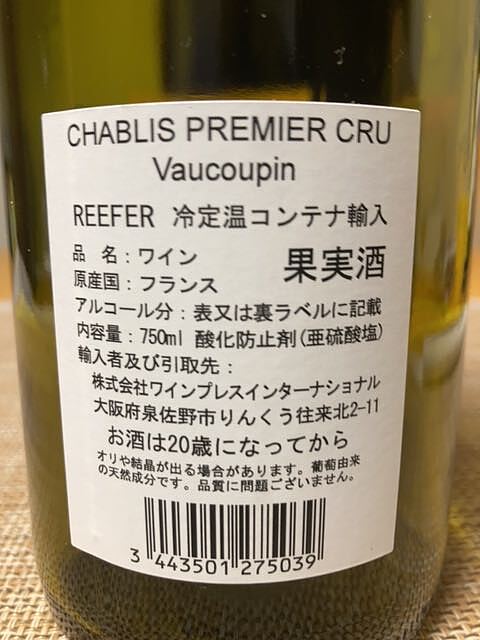 CHABLIS PREMIER CRU
Vaucoupin
REEFER 冷定温コンテナ輸入
品 名：ワイン
果実酒
原産国：フランス
アルコール分：表又は裏ラベルに記載
内容量：750ml 酸化防止剤(亜硫酸塩)
輸入者及び引取先：
株式会社ワインプレスインターナショナル
大阪府泉佐野市りんくう往来北2-11
お酒は20歳になってから
オリや結晶が出る場合があります。葡萄由来
の天然成分です。品質に問題ございません。
3 443501 275039